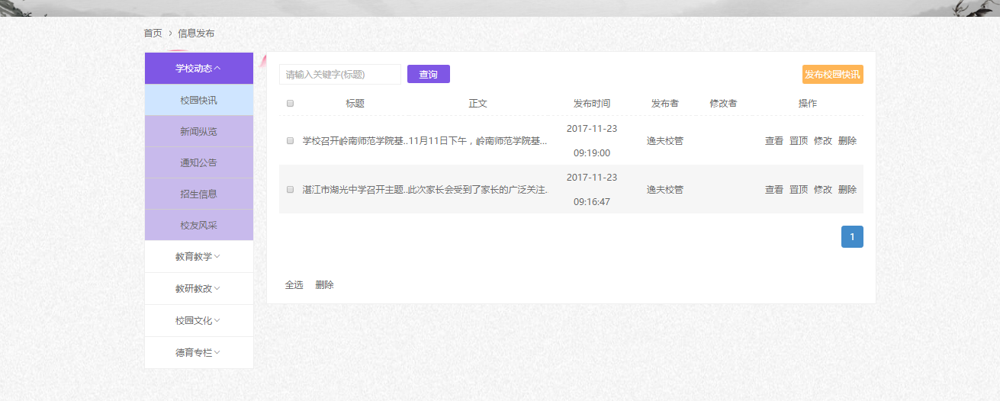 首页 > 信息发布
学校动态
校园快讯
新闻纵览
通知公告
招生信息
校友风采
教育教学
教研教改
校园文化
德育专栏
请输入关键字(标题) 查询 发布校园快讯
标题 正文 发布时间 发布者 修改者 操作
学校召开岭南师范学院基..11月11日下午，岭南师范学院基... 2017-11-23 09:19:00 逸夫校管 查看 置顶 修改 删除
湛江市湖光中学召开主题..此次家长会受到了家长的广泛关注. 2017-11-23 09:16:47 逸夫校管 查看 置顶 修改 删除
1
全选 删除